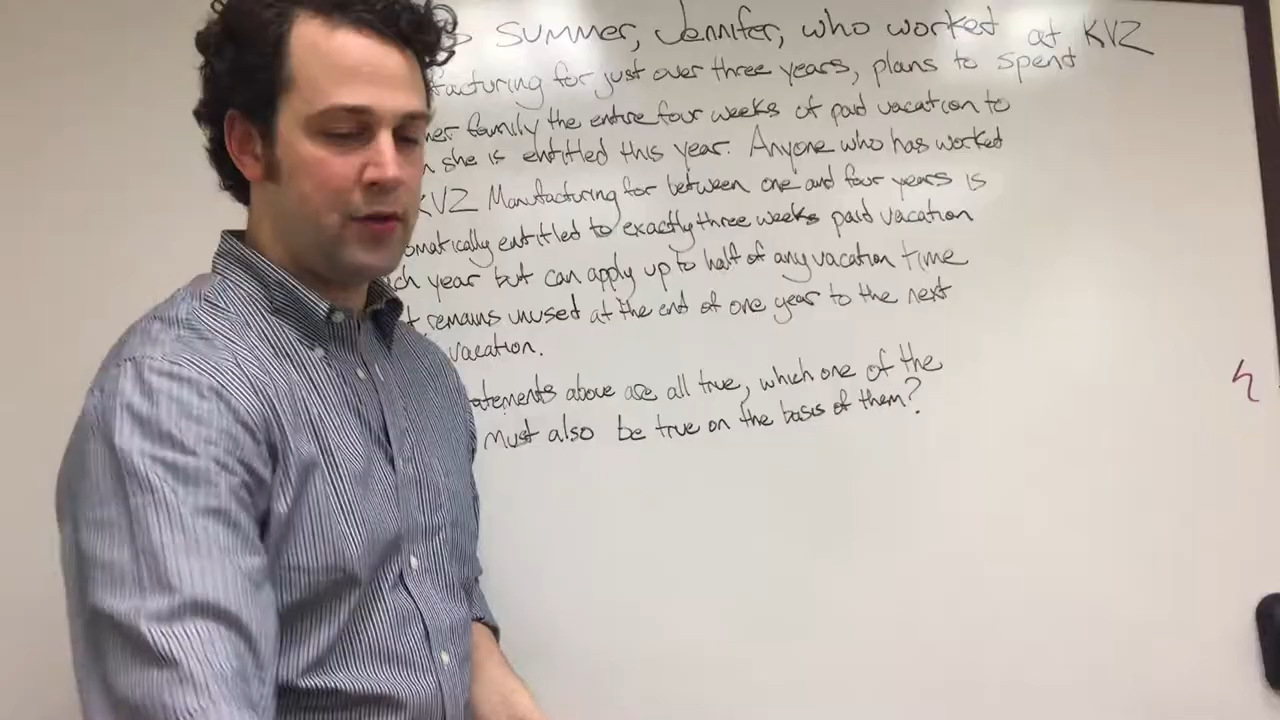 Summer, Jennifer, who worked at KVZ
facturing for just over three years, plans to spend
her family the entire four weeks of paid vacation to
she is entitled this year. Anyone who has worked
KVZ Manufacturing for between one and four years is
omatically entitled to exactly three weeks paid vacation
ch year but can apply up to half of any vacation time
t remains unused at the end of one year to the next
vacation.
atements above are all true, which one of the
must also be true on the basis of them?